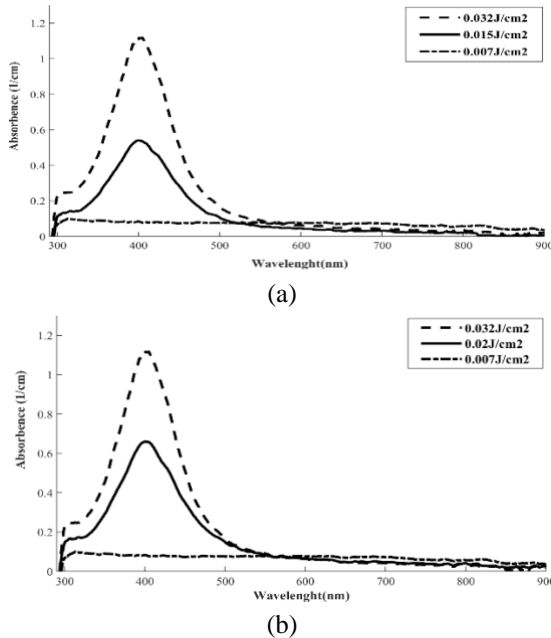 0.032J/cm2
0.015J/cm2
0.007J/cm2
Absorbence (1/cm)
1.2
1
0.8
0.6
0.4
0.2
0
300 400 500 600 700 800 900
Wavelenght(nm)
(a)
0.032J/cm2
0.02J/cm2
0.007J/cm2
Absorbence (1/cm)
1.2
1
0.8
0.6
0.4
0.2
0
300 400 500 600 700 800 900
Wavelenght(nm)
(b)